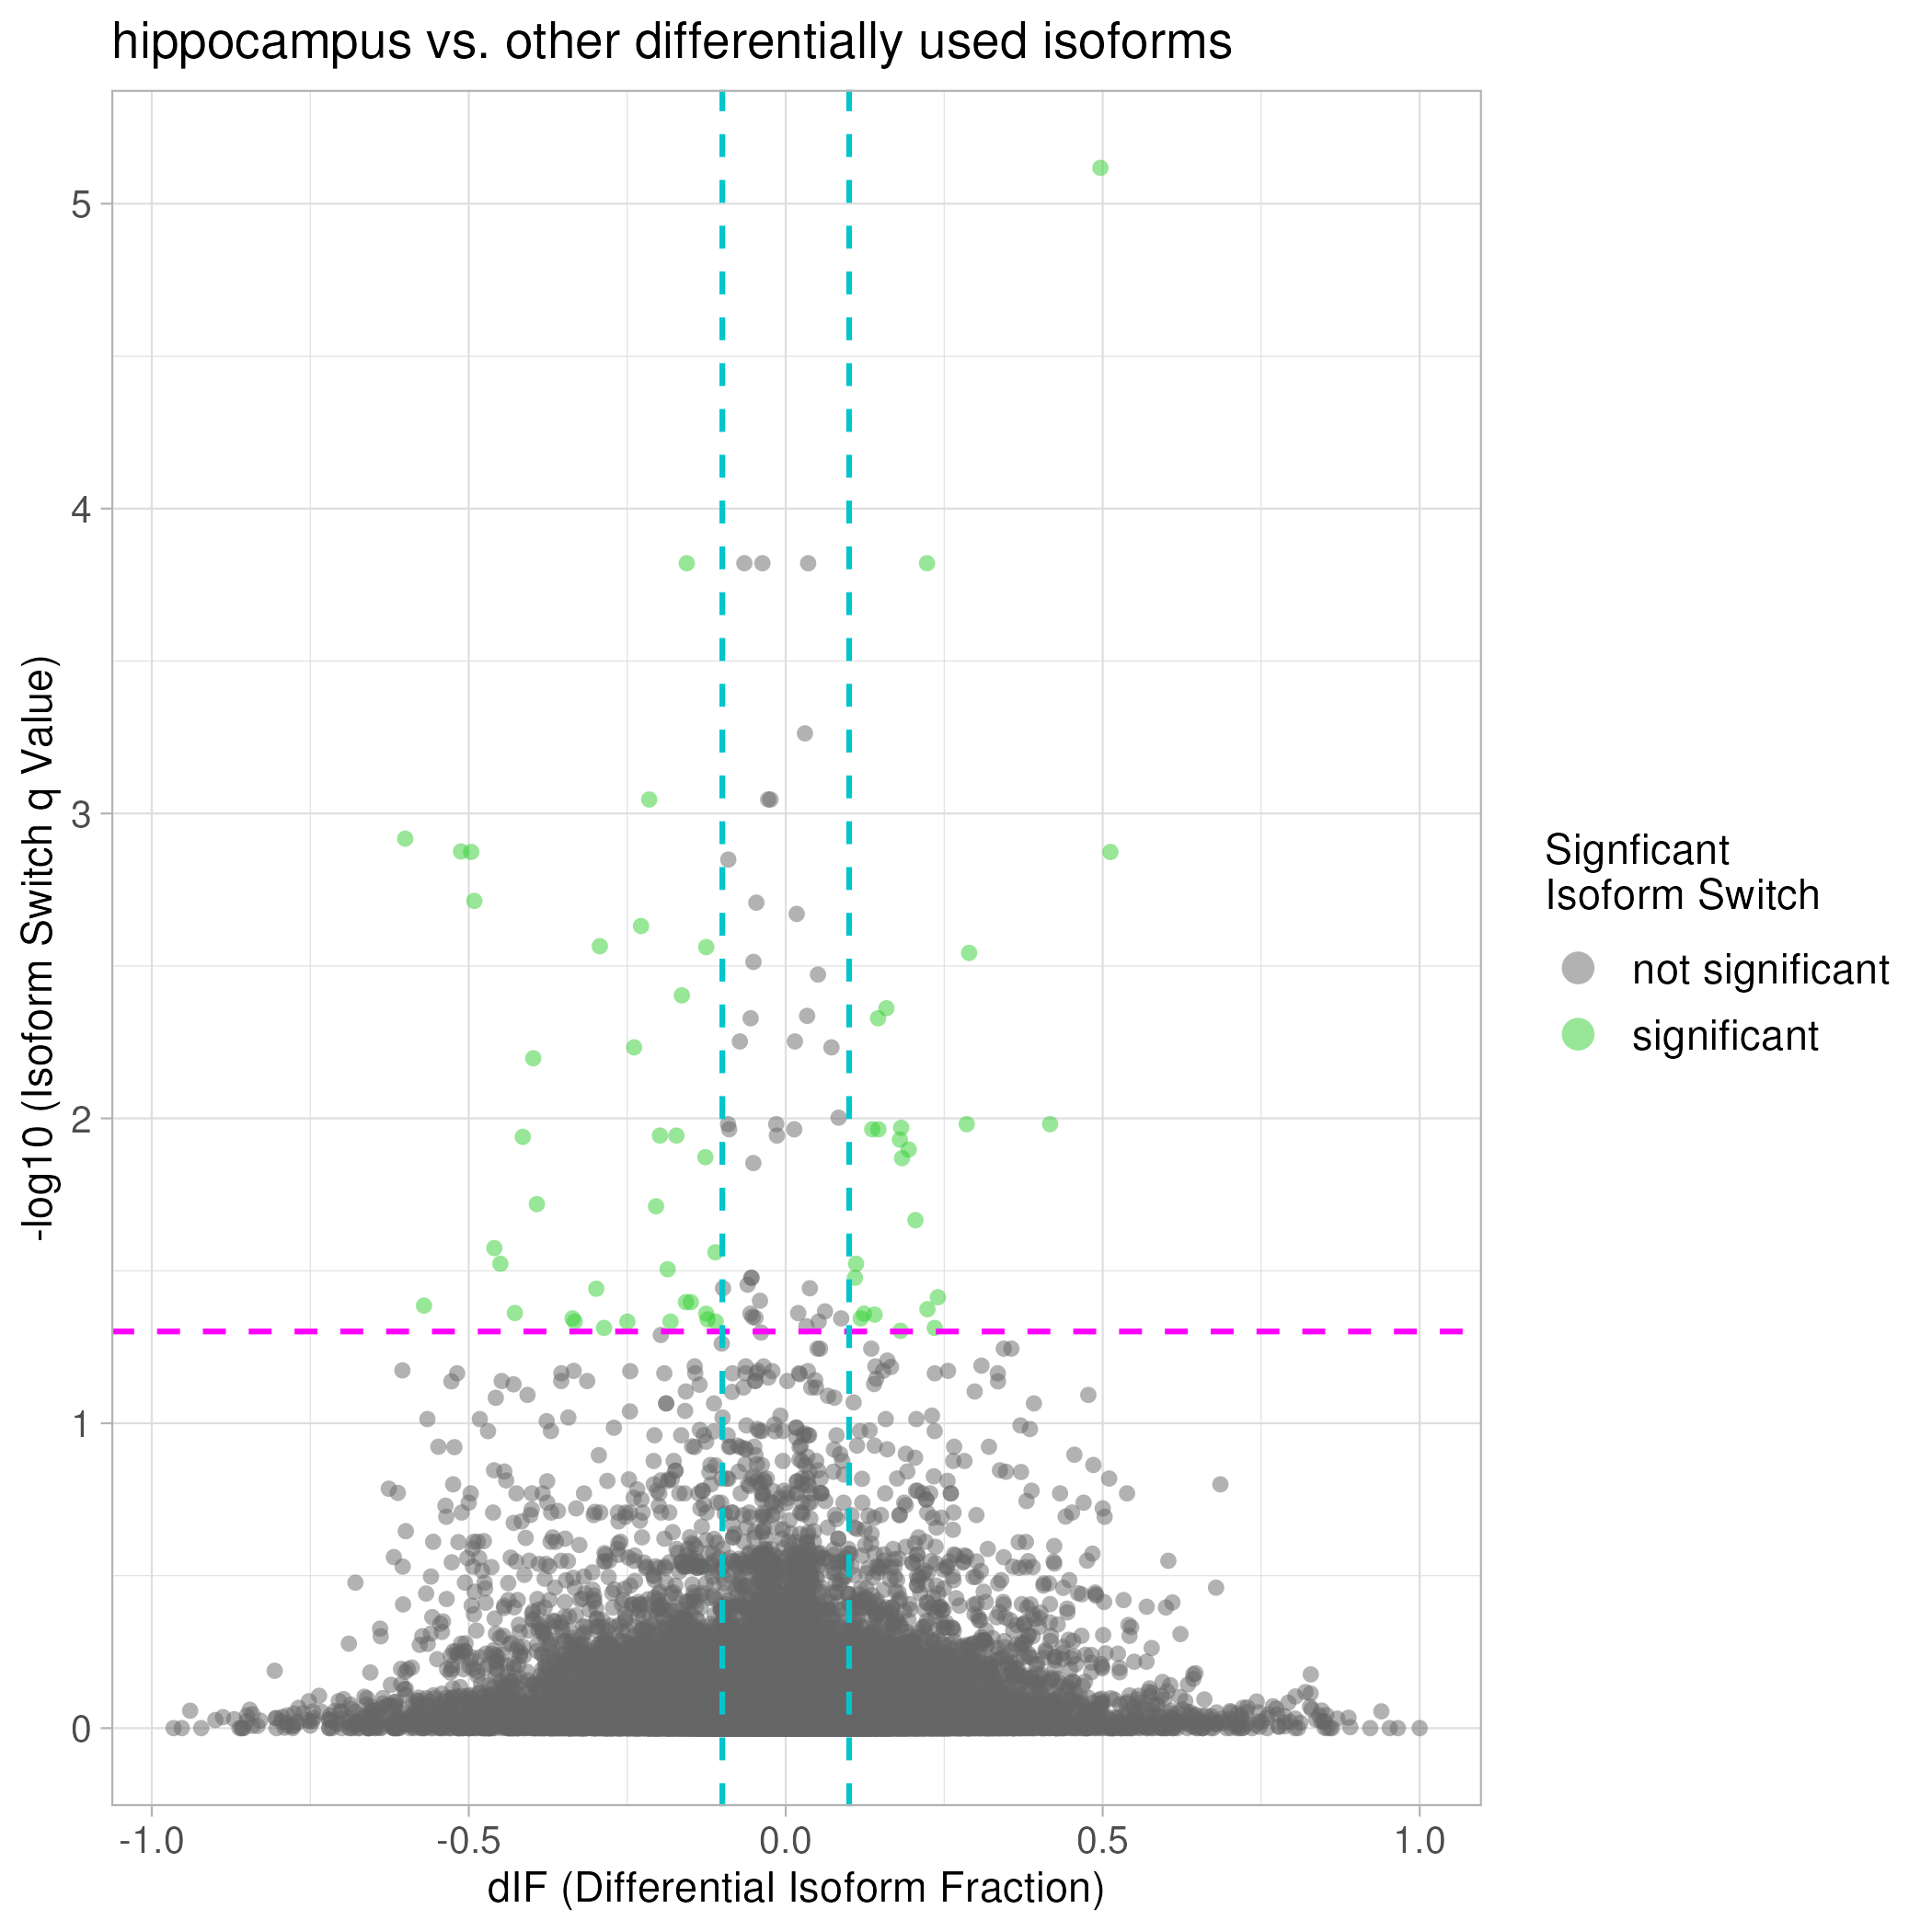 hippocampus vs. other differentially used isoforms
5
4
3
2
1
0
-log10 (Isoform Switch q Value)
-1.0
-0.5
0.0
0.5
1.0
dIF (Differential Isoform Fraction)
Signficant
Isoform Switch
not significant
significant